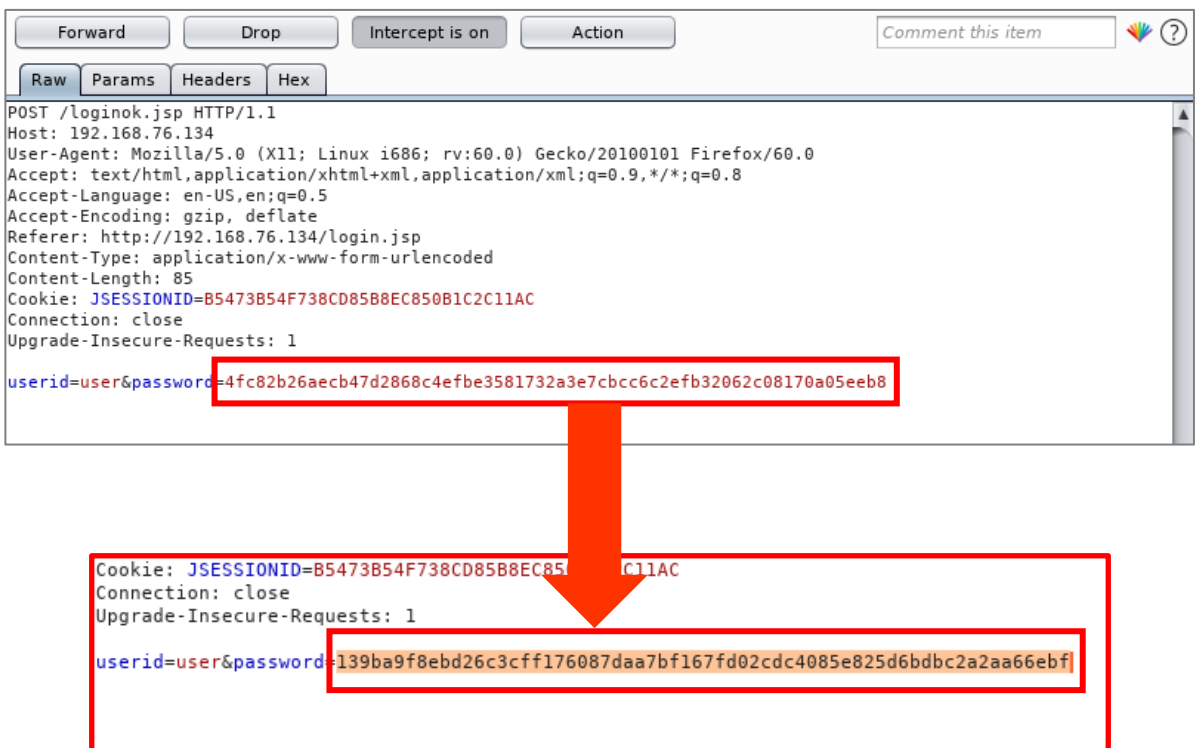 Forward Drop Intercept is on Action Comment this item ?
Raw Params Headers Hex
POST /loginok.jsp HTTP/1.1
Host: 192.168.76.134
User-Agent: Mozilla/5.0 (X11; Linux i686; rv:60.0) Gecko/20100101 Firefox/60.0
Accept: text/html,application/xhtml+xml,application/xml;q=0.9,*/*;q=0.8
Accept-Language: en-US,en;q=0.5
Accept-Encoding: gzip, deflate
Referer: http://192.168.76.134/login.jsp
Content-Type: application/x-www-form-urlencoded
Content-Length: 85
Cookie: JSESSIONID=B5473B54F738CD85B8EC850B1C2C11AC
Connection: close
Upgrade-Insecure-Requests: 1
userid=user&password=4fc82b26aecb47d2868c4efbe3581732a3e7cbcc6c2efb32062c08170a05eeb8
Cookie: JSESSIONID=B5473B54F738CD85B8EC85 C11AC
Connection: close
Upgrade-Insecure-Requests: 1
userid=user&password=139ba9f8ebd26c3cff176087daa7bf167fd02cdc4085e825d6bdbc2a2aa66ebf